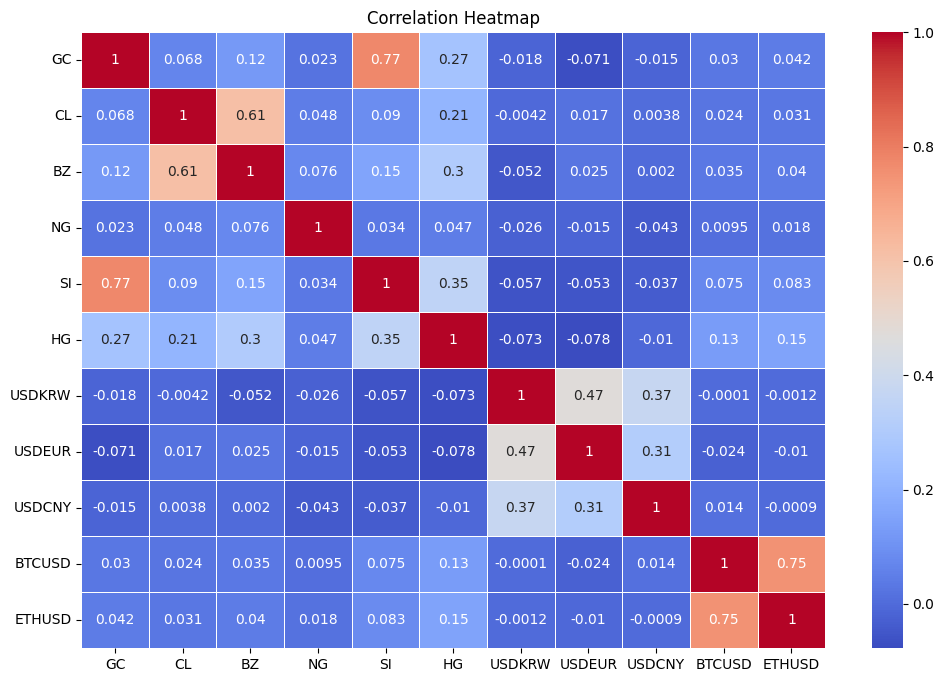 Correlation Heatmap
GC 1 0.068 0.12 0.023 0.77 0.27 -0.018 -0.071 -0.015 0.03 0.042
CL 0.068 1 0.61 0.048 0.09 0.21 -0.0042 0.017 0.0038 0.024 0.031
BZ 0.12 0.61 1 0.076 0.15 0.3 -0.052 0.025 0.002 0.035 0.04
NG 0.023 0.048 0.076 1 0.034 0.047 -0.026 -0.015 -0.043 0.0095 0.018
SI 0.77 0.09 0.15 0.034 1 0.35 -0.057 -0.053 -0.037 0.075 0.083
HG 0.27 0.21 0.3 0.047 0.35 1 -0.073 -0.078 -0.01 0.13 0.15
USDKRW -0.018 -0.0042 -0.052 -0.026 -0.057 -0.073 1 0.47 0.37 -0.0001 -0.0012
USDEUR -0.071 0.017 0.025 -0.015 -0.053 -0.078 0.47 1 0.31 -0.024 -0.01
USDCNY -0.015 0.0038 0.002 -0.043 -0.037 -0.01 0.37 0.31 1 0.014 -0.0009
BTCUSD 0.03 0.024 0.035 0.0095 0.075 0.13 -0.0001 -0.024 0.014 1 0.75
ETHUSD 0.042 0.031 0.04 0.018 0.083 0.15 -0.0012 -0.01 -0.0009 0.75 1
GC CL BZ NG SI HG USDKRW USDEUR USDCNY BTCUSD ETHUSD
1.0
0.8
0.6
0.4
0.2
0.0